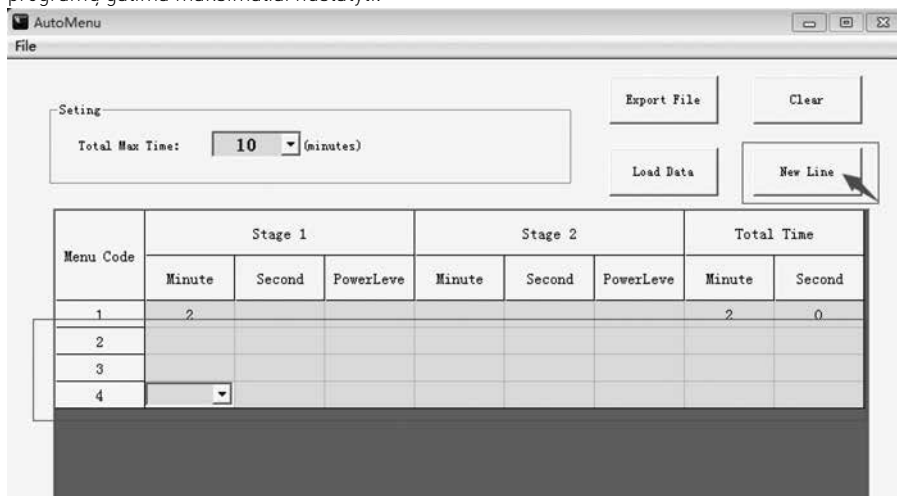 AutoMenu
File
Export File Clear
Seting
Total Max Time: 10 (minutes)
Load Data New Line
Menu Code Stage 1 Stage 2 Total Time
Minute Second PowerLeve Minute Second PowerLeve Minute Second
1 2 2 0
2
3
4